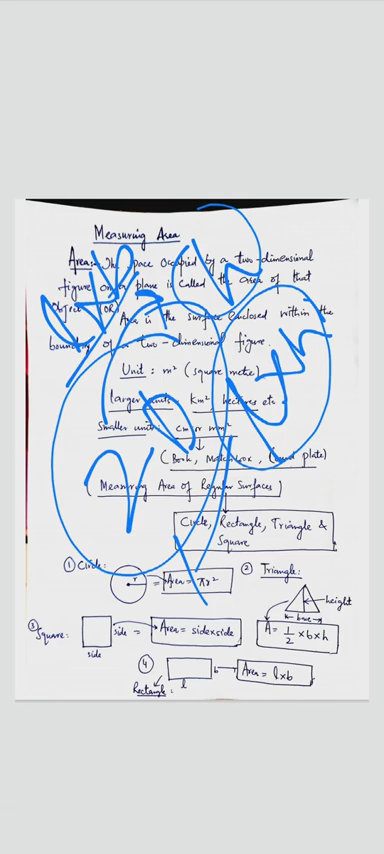 Measuring Area
Area :- The space occupied by a two-dimensional
figure on a plane is called the area of that
object (OR)
Area is the surface enclosed within the
boundary of a two-dimensional figure.
Unit : m² (square metre)
larger units : km², hectares etc.
Smaller units : cm² or mm²
(Book, Matchbox, Quad plate)
(Measuring Area of Regular Surfaces)
Circle, Rectangle, Triangle &
Square
① Circle: r = Area = πr²
② Triangle: height
base
A = 1/2 × b × h
③ Square: side = Area = side×side
side
④ b Area = l×b
Rectangle: l
2D
l×h